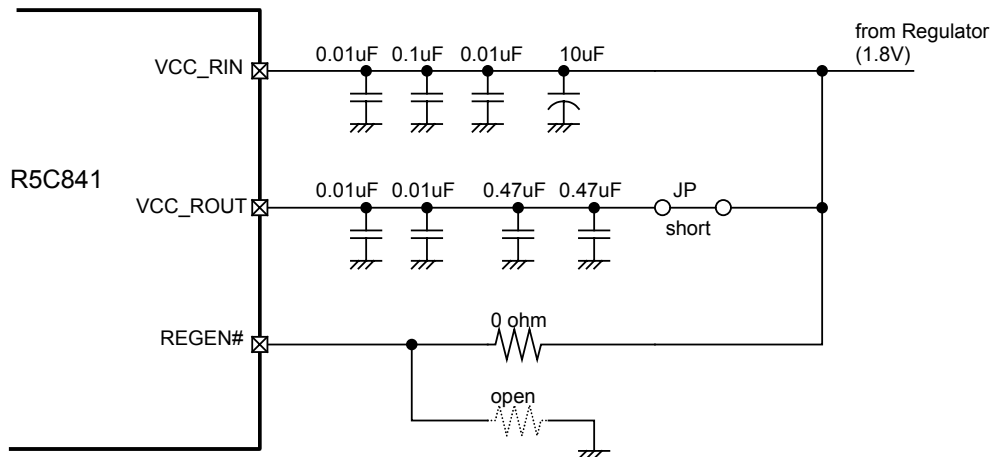 from Regulator
(1.8V)
0.01uF 0.1uF 0.01uF 10uF
VCC_RIN
R5C841
0.01uF 0.01uF 0.47uF 0.47uF JP
VCC_ROUT
short
0 ohm
REGEN#
open